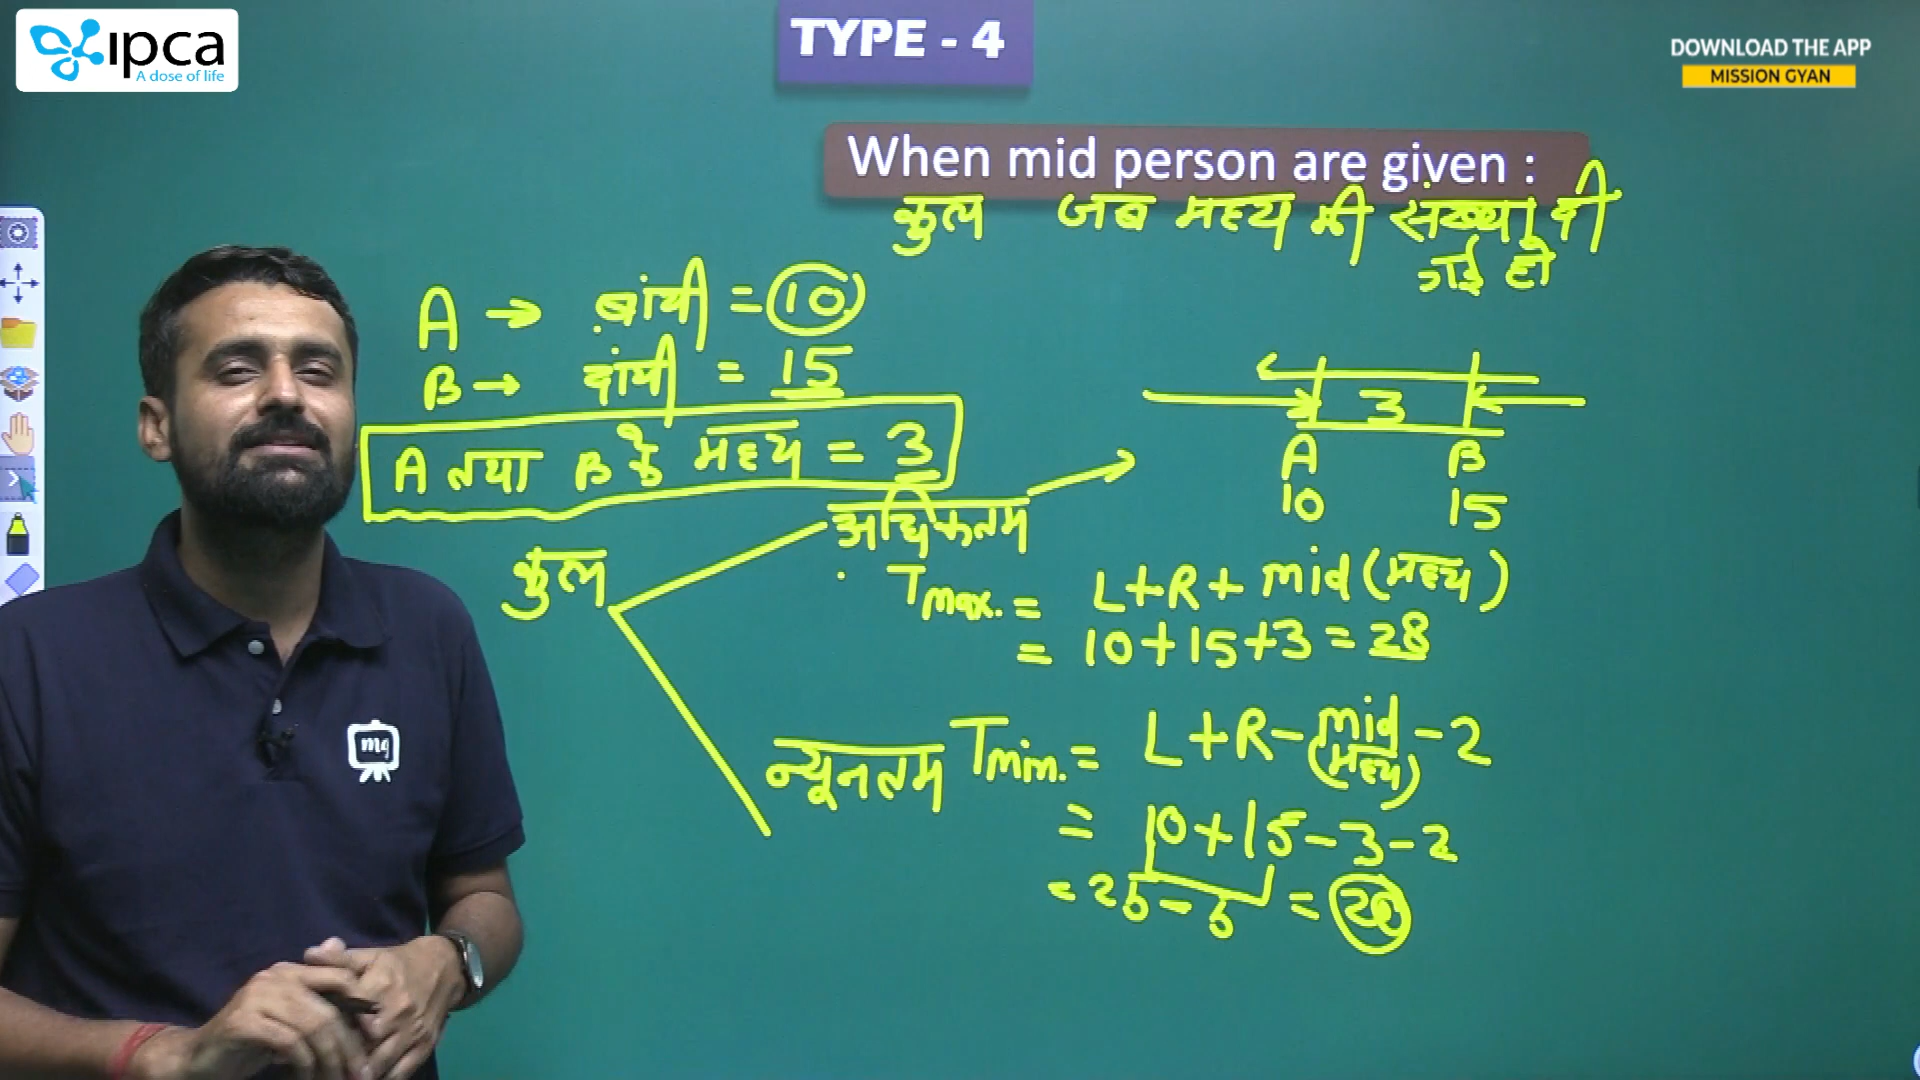 ipca
A dose of life
TYPE - 4
DOWNLOAD THE APP
MISSION GYAN
When mid person are given :
कुल जब मध्य की संख्या दी
गई हो
A → बांयी = 10
B → दांयी = 15
A तथा B के मध्य = 3
3
A B
10 15
कुल
अधिकतम
Tmax. = L+R+ mid (मध्य)
= 10+15+3 = 28
न्यूनतम Tmin. = L+R-mid-2
(मध्य)
= 10+15-3-2
= 25-5 = 20
mg